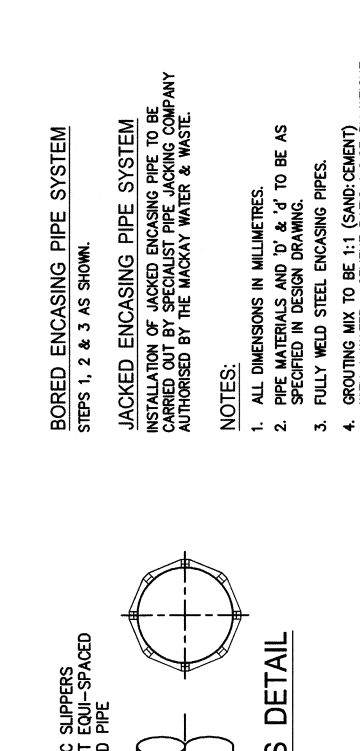 BORED ENCASING PIPE SYSTEM
STEPS 1, 2 & 3 AS SHOWN.
JACKED ENCASING PIPE SYSTEM
INSTALLATION OF JACKED ENCASING PIPE TO BE
CARRIED OUT BY SPECIALIST PIPE JACKING COMPANY
AUTHORISED BY THE MACKAY WATER & WASTE.
NOTES:
1. ALL DIMENSIONS IN MILLIMETRES.
2. PIPE MATERIALS AND 'D' & 'd' TO BE AS
SPECIFIED IN DESIGN DRAWING.
3. FULLY WELD STEEL ENCASING PIPES.
4. GROUTING MIX TO BE 1:1 (SAND:CEMENT)
C SLIPPERS
T EQUI-SPACED
D PIPE
S DETAIL